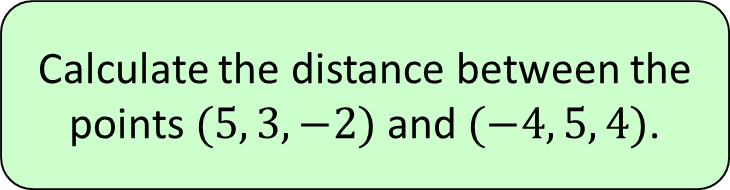 Calculate the distance between the
points (5, 3, −2) and (−4, 5, 4).